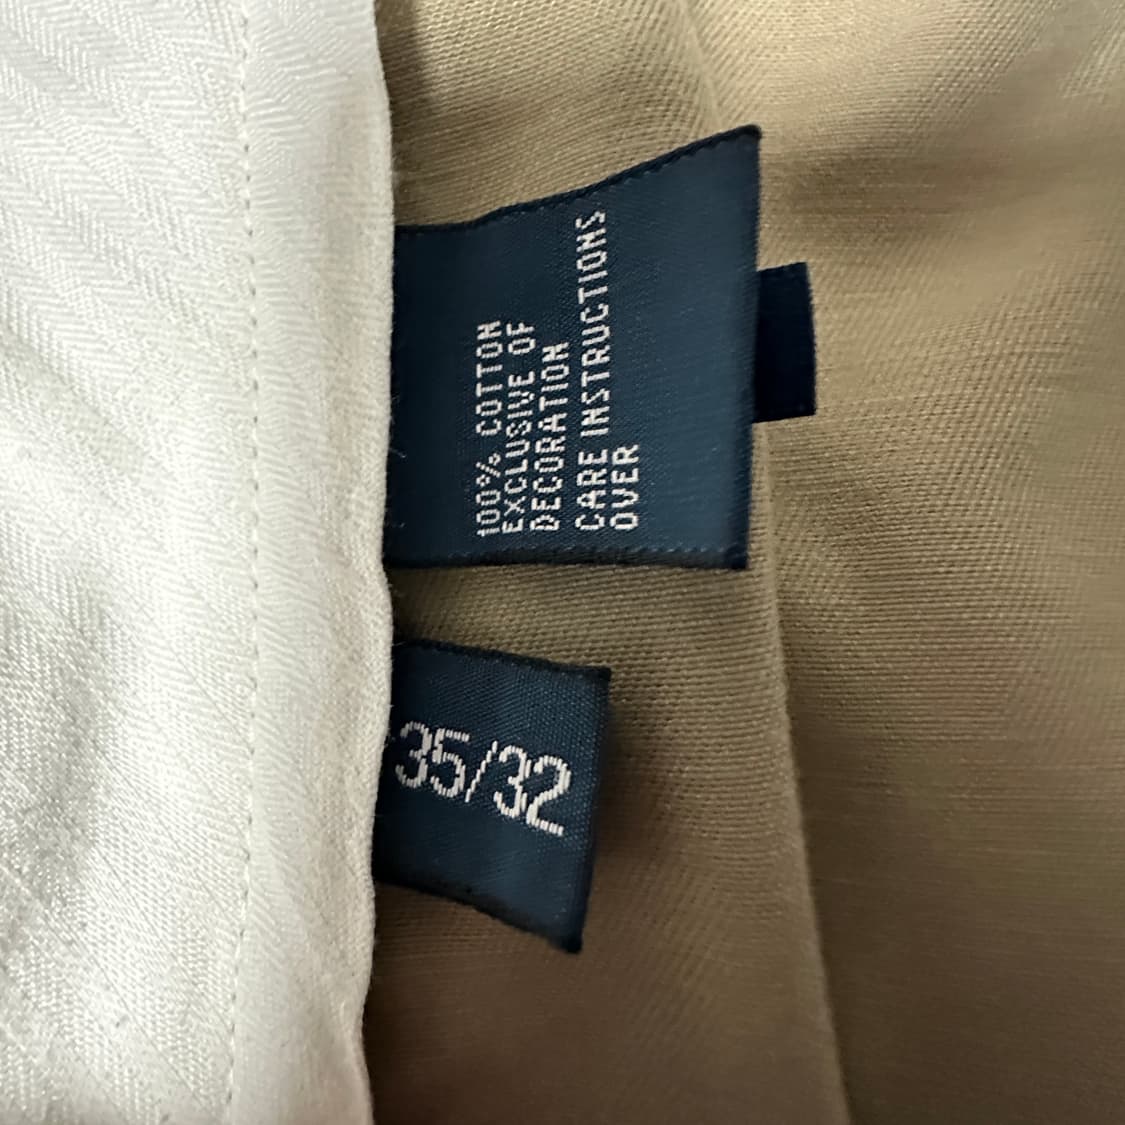 100% COTTON
EXCLUSIVE OF
DECORATION
CARE INSTRUCTIONS
OVER
35/32